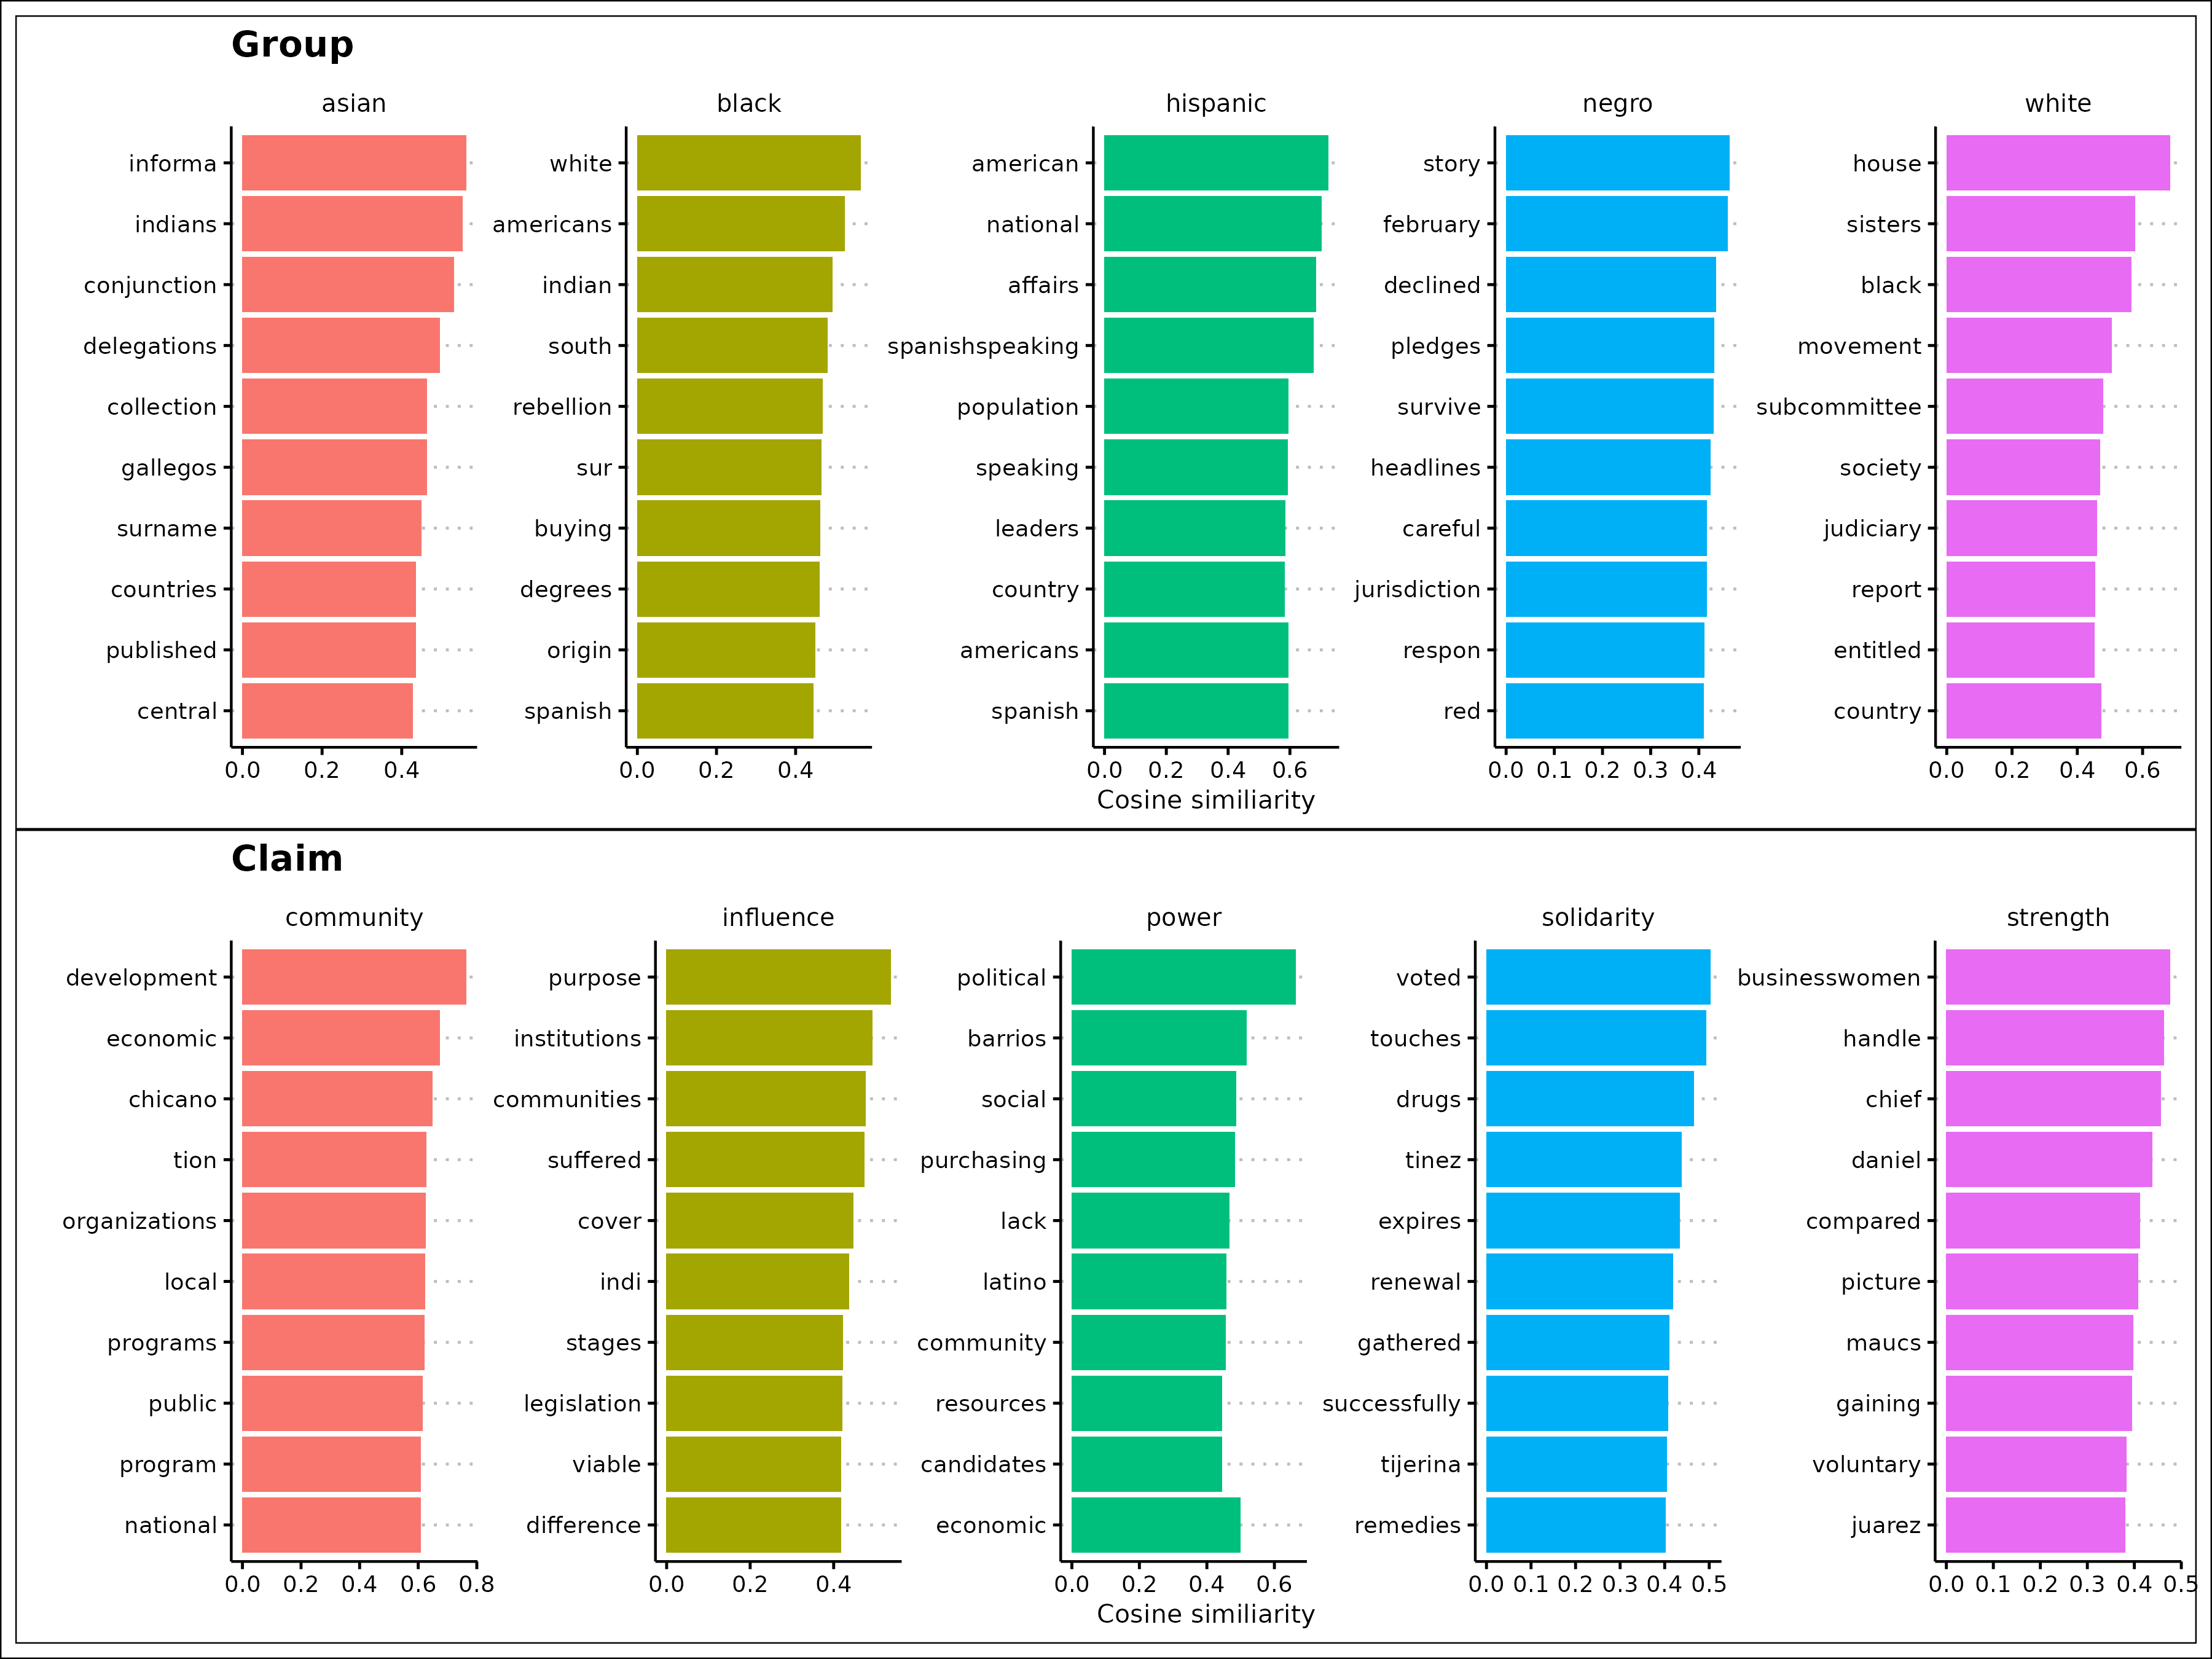 Group
asian
black
hispanic
negro
white
informa
indians
conjunction
delegations
collection
gallegos
surname
countries
published
central
0.0 0.2 0.4
white
americans
indian
south
rebellion
sur
buying
degrees
origin
spanish
0.0 0.2 0.4
american
national
affairs
spanishspeaking
population
speaking
leaders
country
americans
spanish
0.0 0.2 0.4 0.6
story
february
declined
pledges
survive
headlines
careful
jurisdiction
respon
red
0.0 0.1 0.2 0.3 0.4
house
sisters
black
movement
subcommittee
society
judiciary
report
entitled
country
0.0 0.2 0.4 0.6
Cosine similiarity
Claim
community
influence
power
solidarity
strength
development
economic
chicano
tion
organizations
local
programs
public
program
national
0.0 0.2 0.4 0.6 0.8
purpose
institutions
communities
suffered
cover
indi
stages
legislation
viable
difference
0.0 0.2 0.4
political
barrios
social
purchasing
lack
latino
community
resources
candidates
economic
0.0 0.2 0.4 0.6
voted
touches
drugs
tinez
expires
renewal
gathered
successfully
tijerina
remedies
0.0 0.1 0.2 0.3 0.4 0.5
businesswomen
handle
chief
daniel
compared
picture
maucs
gaining
voluntary
juarez
0.0 0.1 0.2 0.3 0.4 0.5
Cosine similiarity